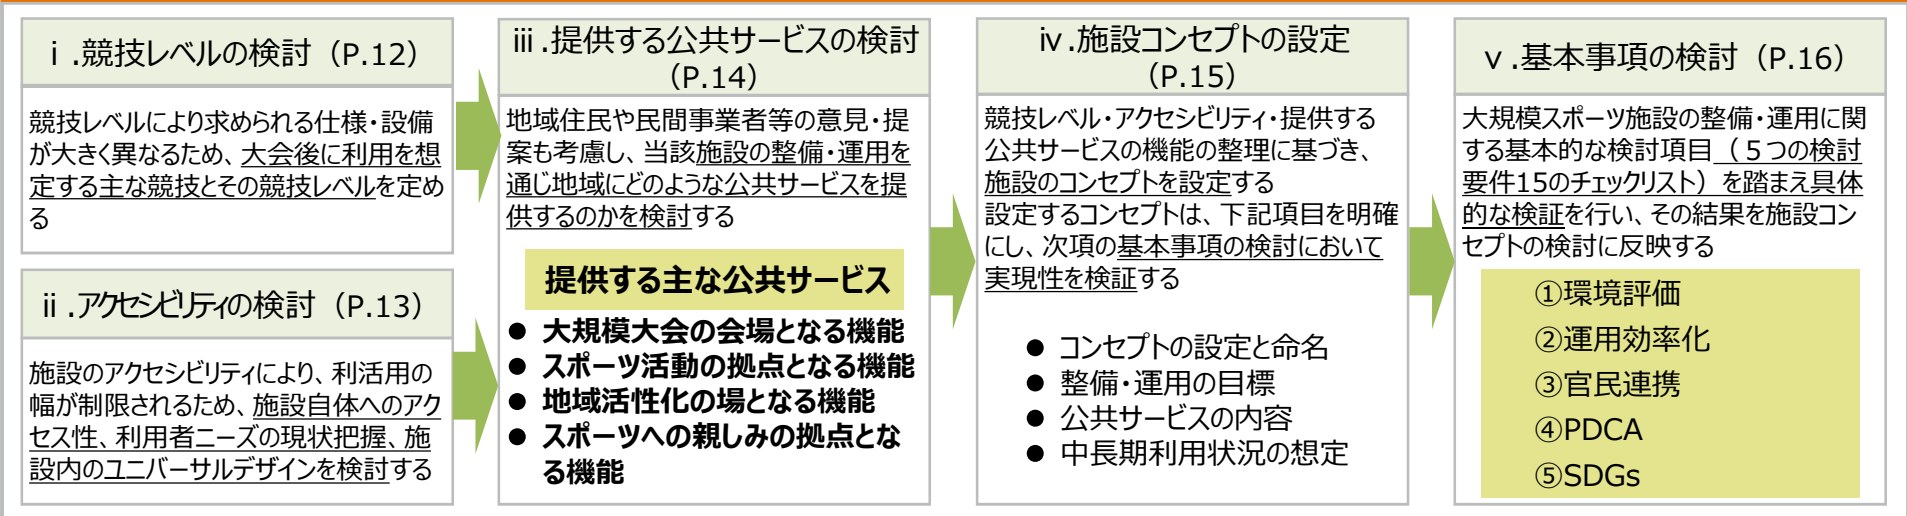 ⅰ.競技レベルの検討（P.12）
競技レベルにより求められる仕様・設備
が大きく異なるため、大会後に利用を想
定する主な競技とその競技レベルを定め
る
ⅱ.アクセシビリティの検討（P.13）
施設のアクセシビリティにより、利活用の
幅が制限されるため、施設自体へのアク
セス性、利用者ニーズの現状把握、施
設内のユニバーサルデザインを検討する
ⅲ.提供する公共サービスの検討
（P.14）
地域住民や民間事業者等の意見・提
案も考慮し、当該施設の整備・運用を
通じ地域にどのような公共サービスを提
供するのかを検討する
提供する主な公共サービス
● 大規模大会の会場となる機能
● スポーツ活動の拠点となる機能
● 地域活性化の場となる機能
● スポーツへの親しみの拠点とな
る機能
ⅳ.施設コンセプトの設定
（P.15）
競技レベル・アクセシビリティ・提供する
公共サービスの機能の整理に基づき、
施設のコンセプトを設定する
設定するコンセプトは、下記項目を明確
にし、次項の基本事項の検討において
実現性を検証する
● コンセプトの設定と命名
● 整備・運用の目標
● 公共サービスの内容
● 中長期利用状況の想定
ⅴ.基本事項の検討（P.16）
大規模スポーツ施設の整備・運用に関
する基本的な検討項目（５つの検討
要件15のチェックリスト）を踏まえ具体
的な検証を行い、その結果を施設コン
セプトの検討に反映する
①環境評価
②運用効率化
③官民連携
④PDCA
⑤SDGs